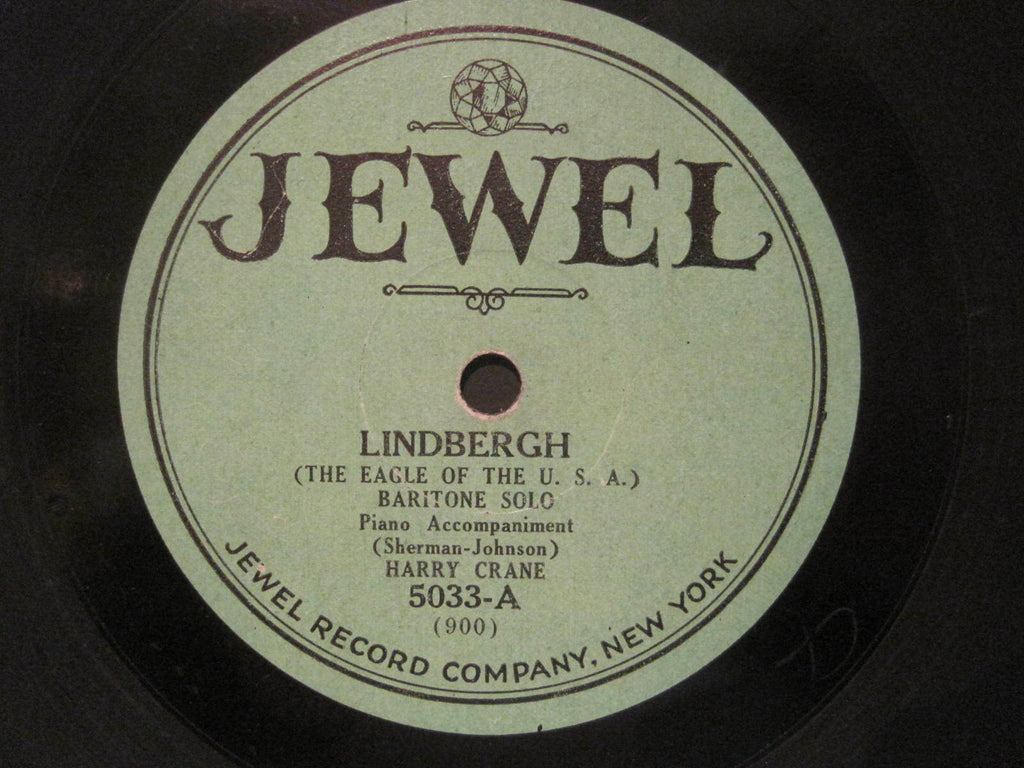 JEWEL
LINDBERGH
(THE EAGLE OF THE U. S. A.)
BARITONE SOLO
Piano Accompaniment
(Sherman-Johnson)
HARRY CRANE
5033-A
(900)
JEWEL RECORD COMPANY, NEW YORK